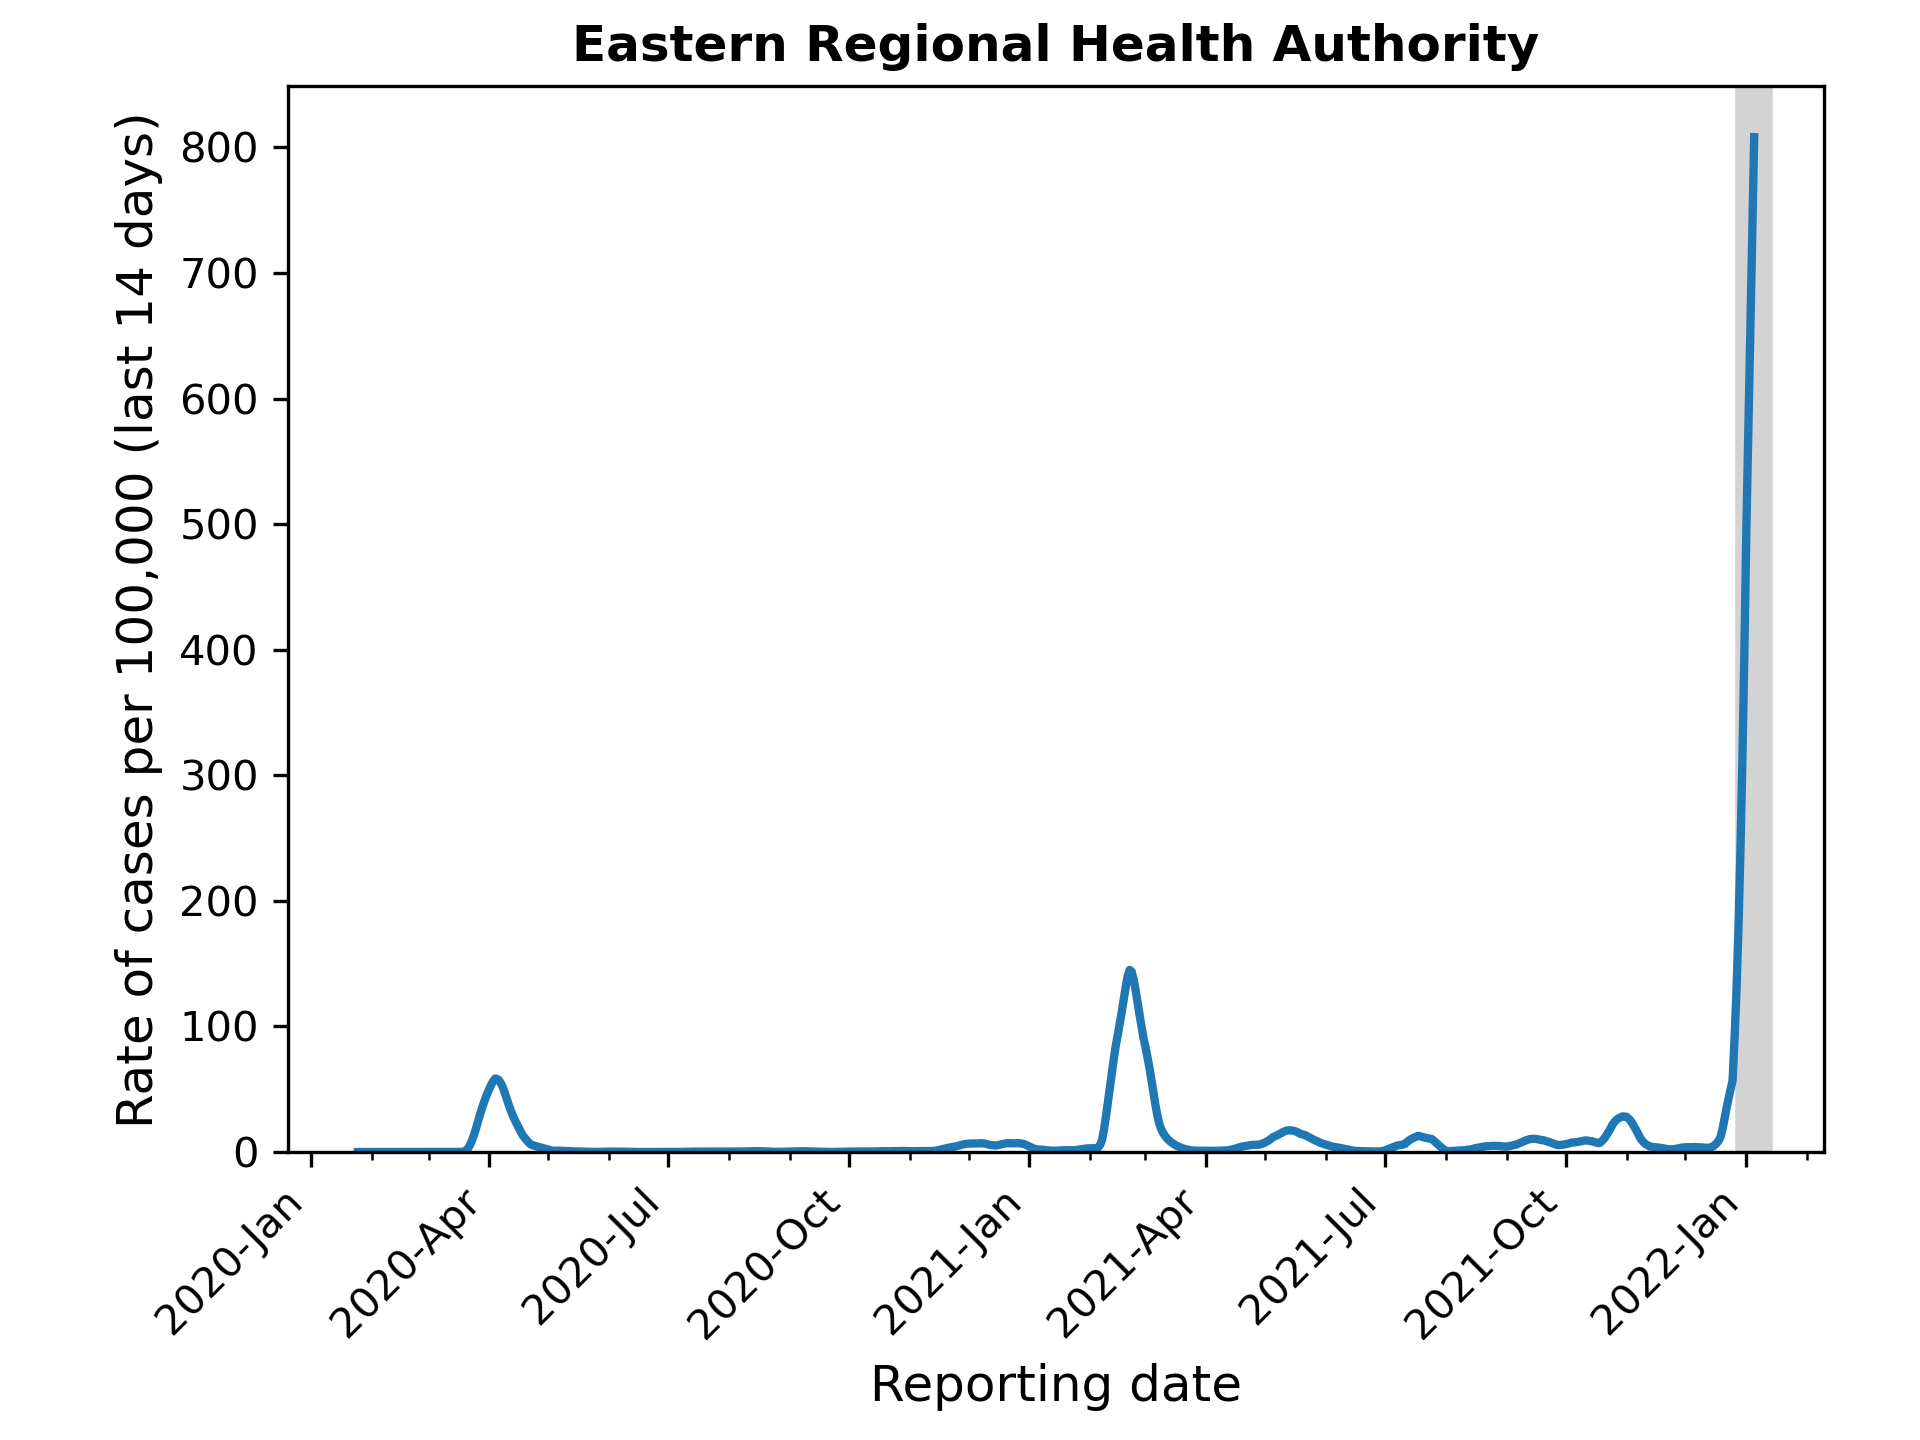 Eastern Regional Health Authority
Rate of cases per 100,000 (last 14 days)
800
700
600
500
400
300
200
100
0
2020-Jan
2020-Apr
2020-Jul
2020-Oct
2021-Jan
2021-Apr
2021-Jul
2021-Oct
2022-Jan
Reporting date